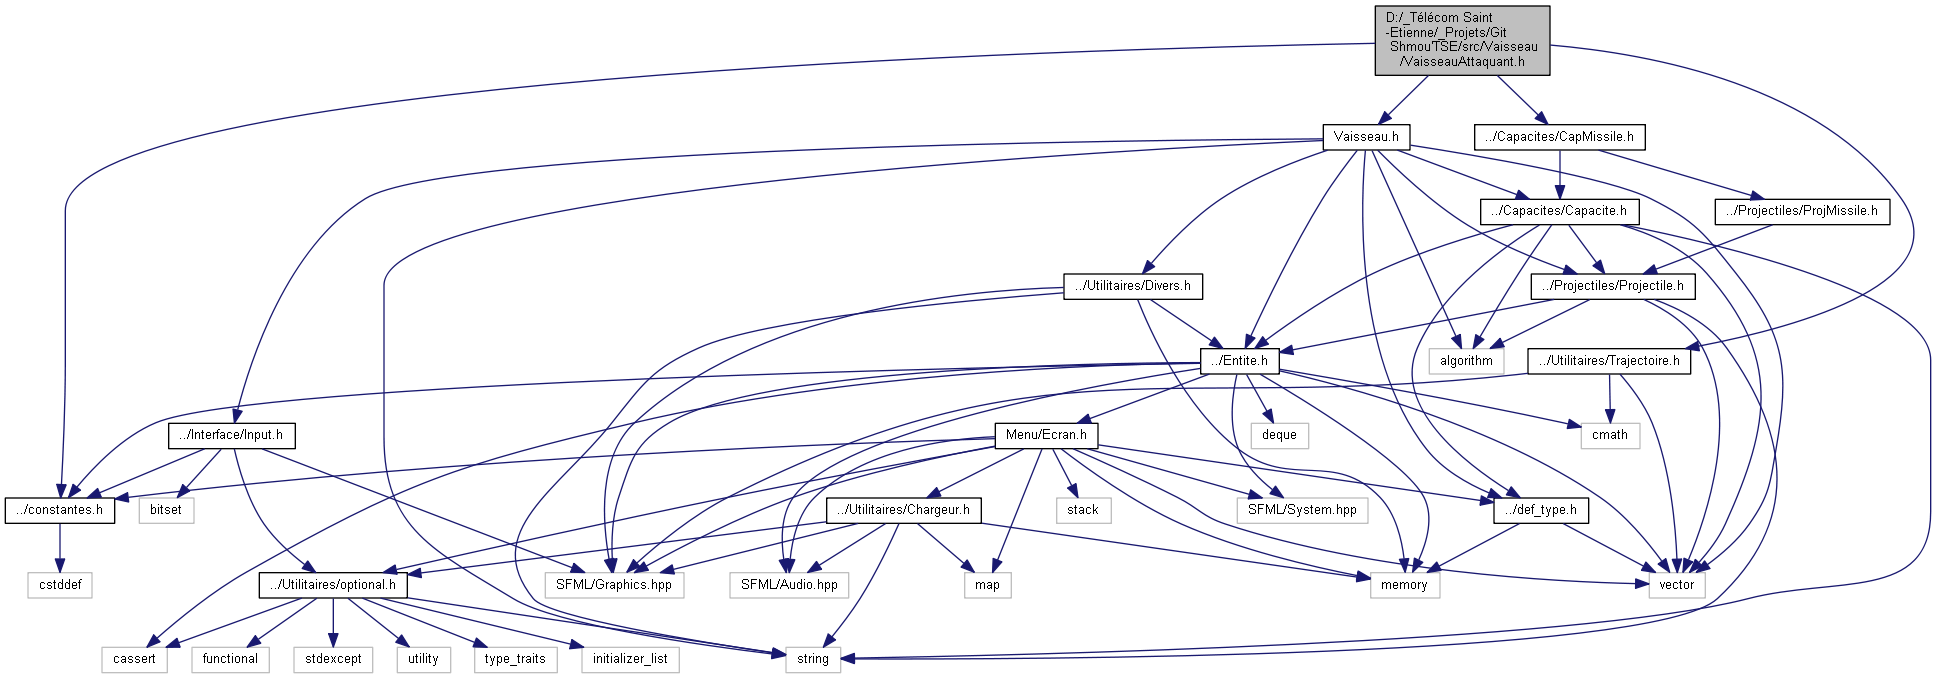 D:/_Télécom Saint
-Etienne/_Projets/Git
Shmou'TSE/src/Vaisseau
/VaisseauAttaquant.h
Vaisseau.h
../Capacites/CapMissile.h
../Capacites/Capacite.h
../Projectiles/ProjMissile.h
../Utilitaires/Divers.h
../Projectiles/Projectile.h
../Entite.h
algorithm
../Utilitaires/Trajectoire.h
../Interface/Input.h
Menu/Ecran.h
deque
cmath
../constantes.h
bitset
../Utilitaires/Chargeur.h
stack
SFML/System.hpp
../def_type.h
cstddef
../Utilitaires/optional.h
SFML/Graphics.hpp
SFML/Audio.hpp
map
memory
vector
cassert
functional
stdexcept
utility
type_traits
initializer_list
string